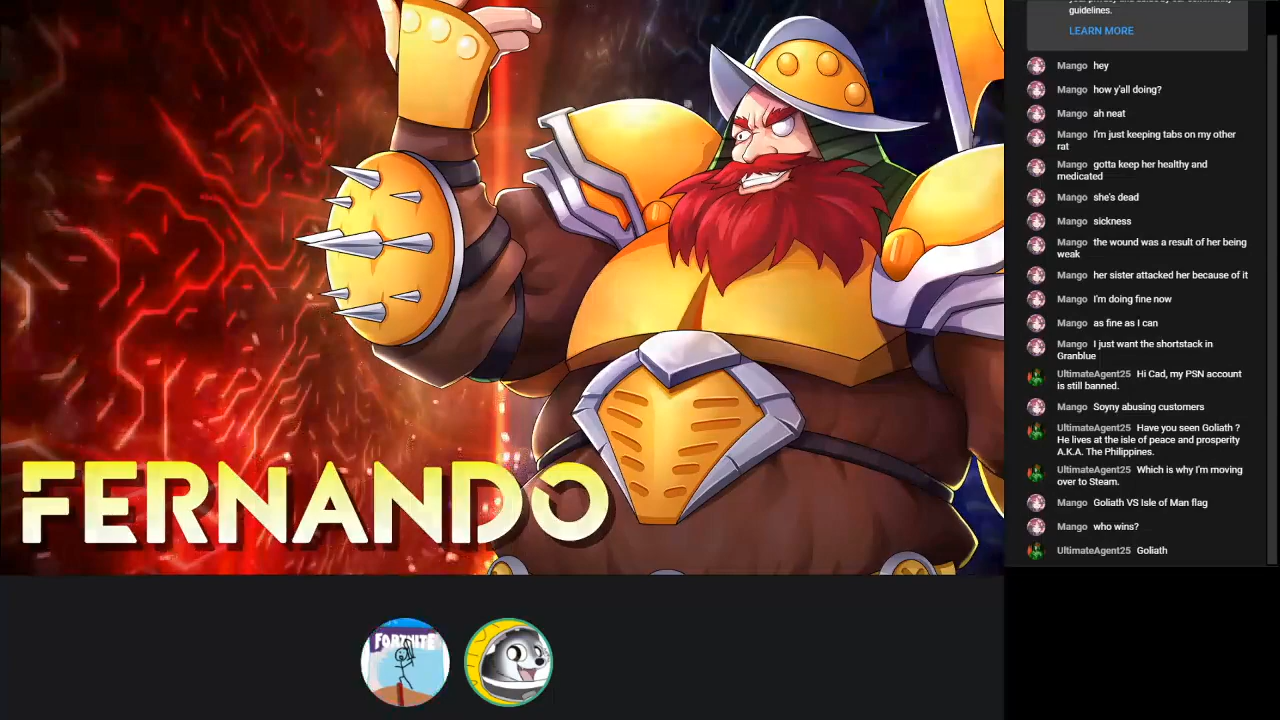 guidelines.
LEARN MORE
Mango hey
Mango how y'all doing?
Mango ah neat
Mango I'm just keeping tabs on my other
rat
Mango gotta keep her healthy and
medicated
Mango she's dead
Mango sickness
Mango the wound was a result of her being
weak
Mango her sister attacked her because of it
Mango I'm doing fine now
Mango as fine as I can
Mango I just want the shortstack in
Granblue
UltimateAgent25 Hi Cad, my PSN account
is still banned.
Mango Soyny abusing customers
UltimateAgent25 Have you seen Goliath ?
He lives at the isle of peace and prosperity
A.K.A. The Philippines.
UltimateAgent25 Which is why I'm moving
over to Steam.
Mango Goliath VS Isle of Man flag
Mango who wins?
UltimateAgent25 Goliath
FERNANDO
FORTNITE